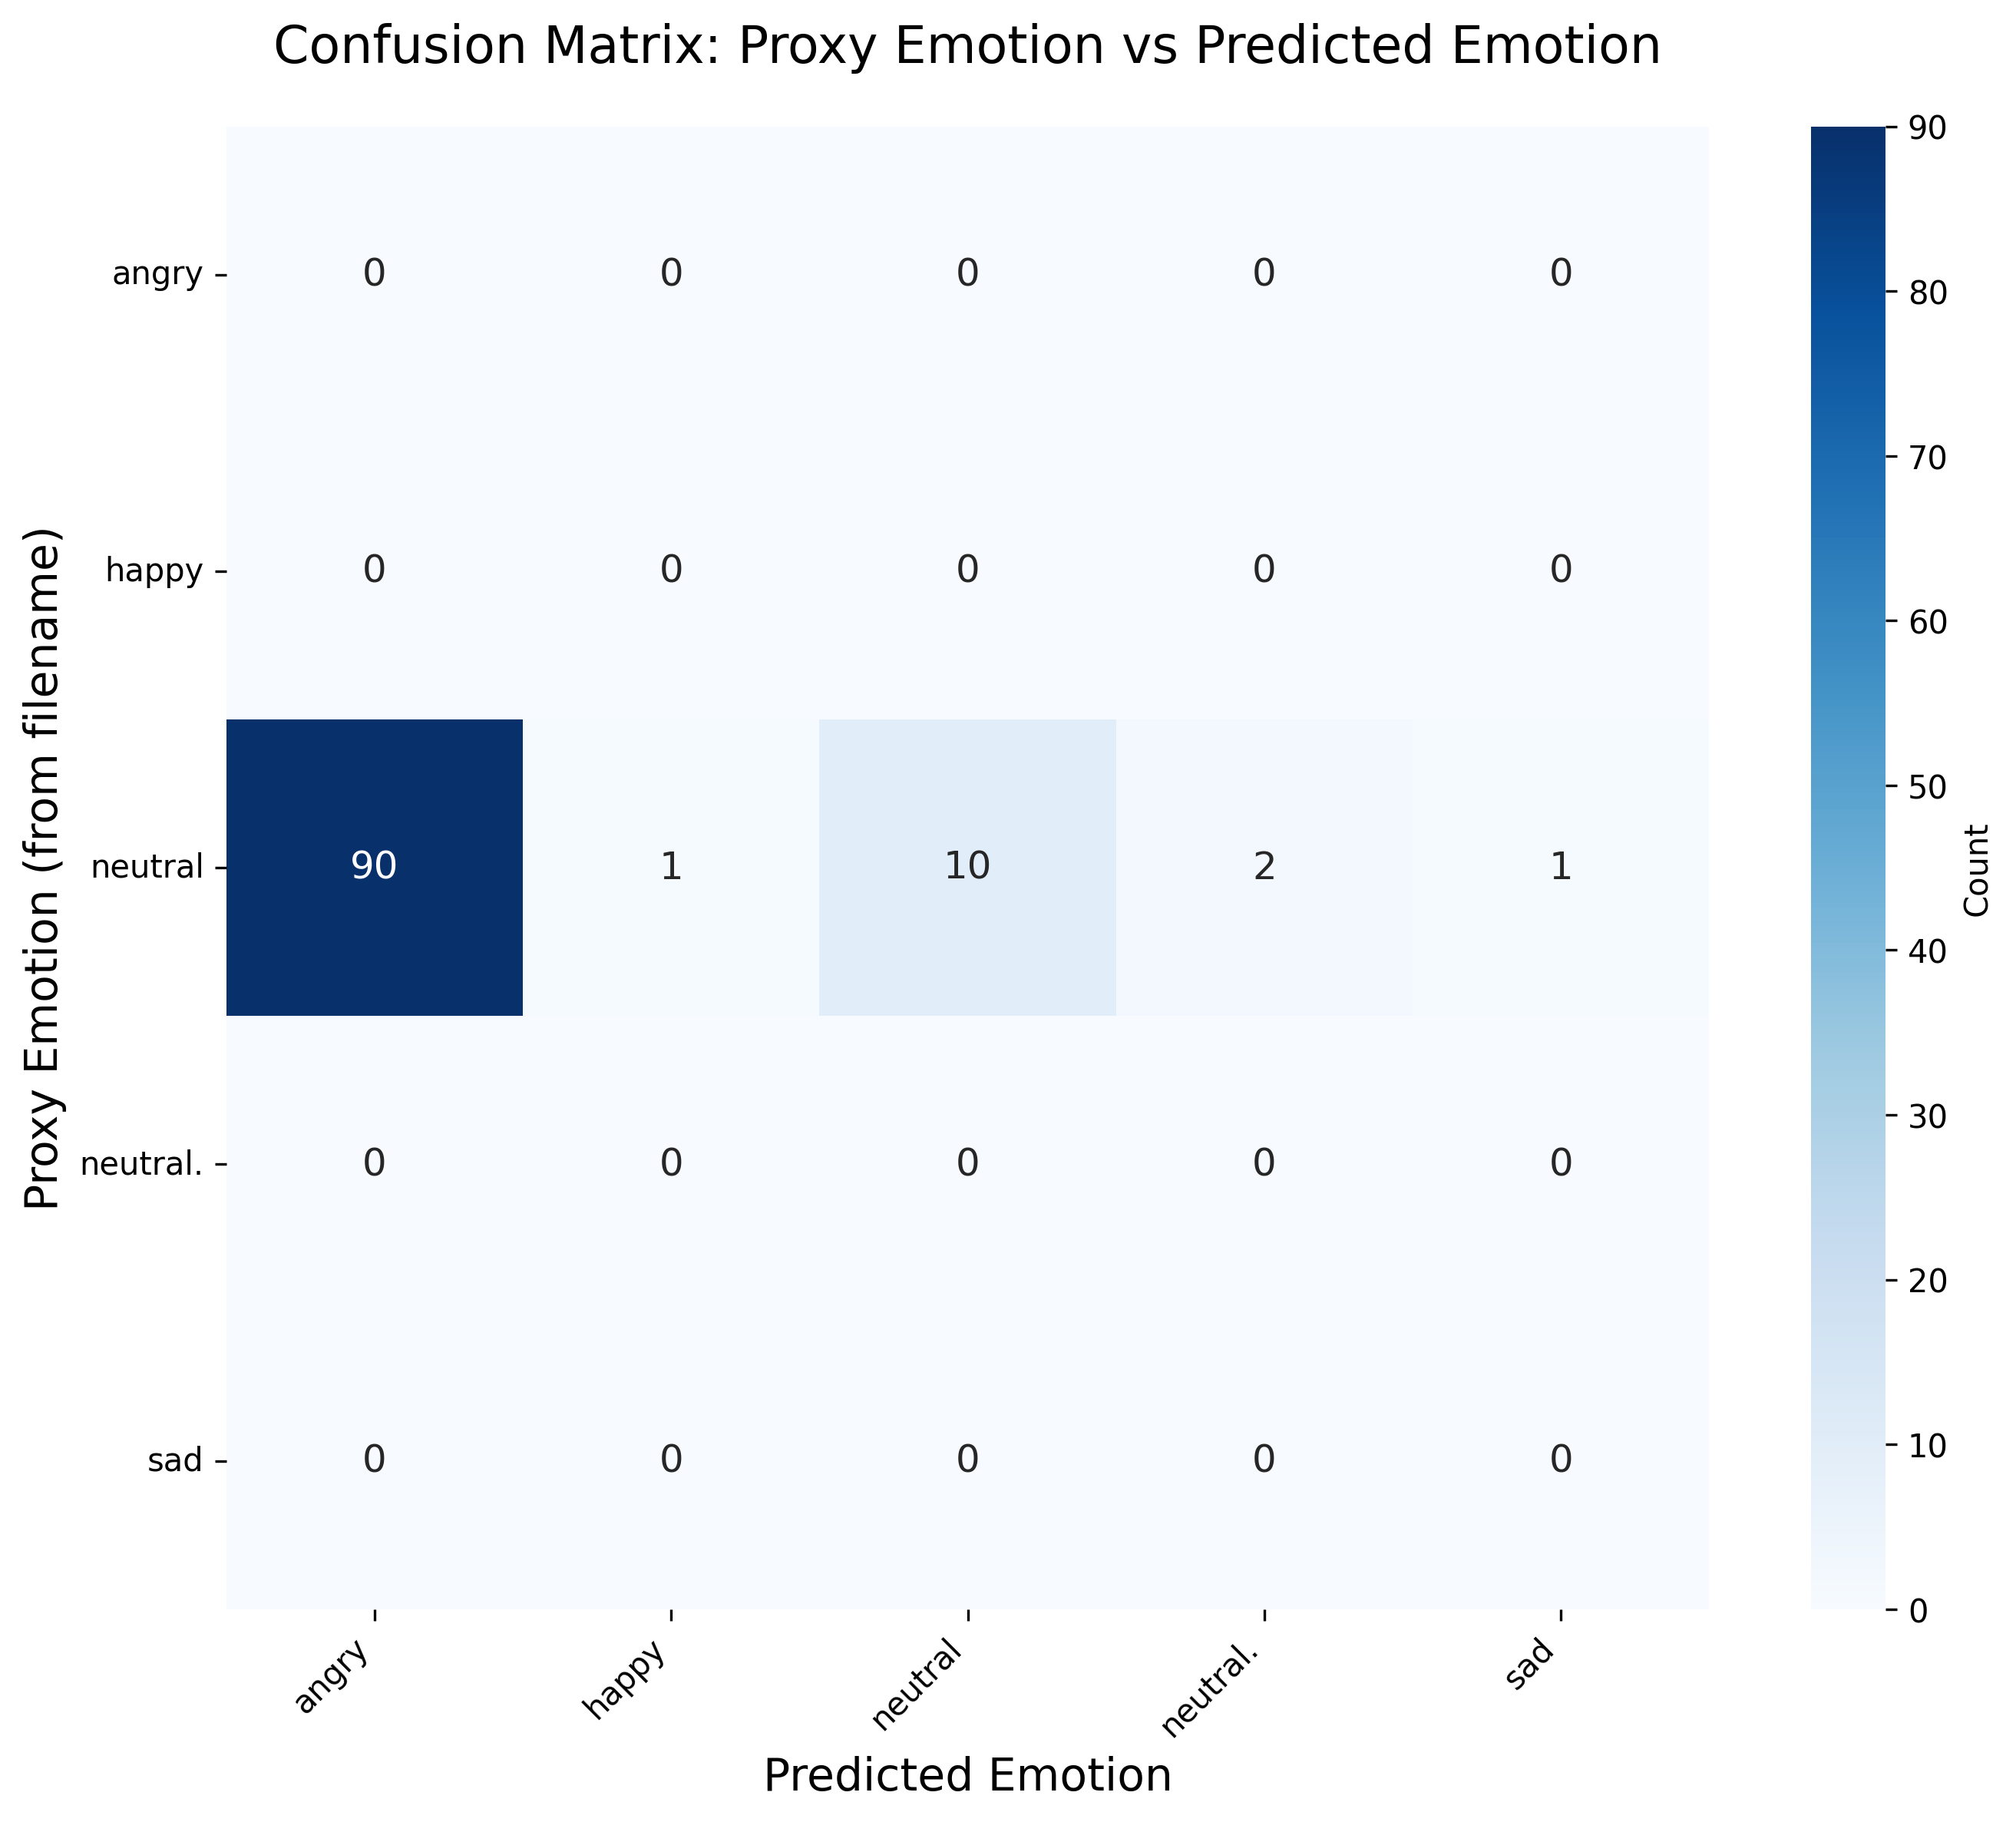 Confusion Matrix: Proxy Emotion vs Predicted Emotion
Proxy Emotion (from filename)
angry 0 0 0 0 0
happy 0 0 0 0 0
neutral 90 1 10 2 1
neutral. 0 0 0 0 0
sad 0 0 0 0 0
angry happy neutral neutral. sad
Predicted Emotion
90
80
70
60
50
40
30
20
10
0
Count